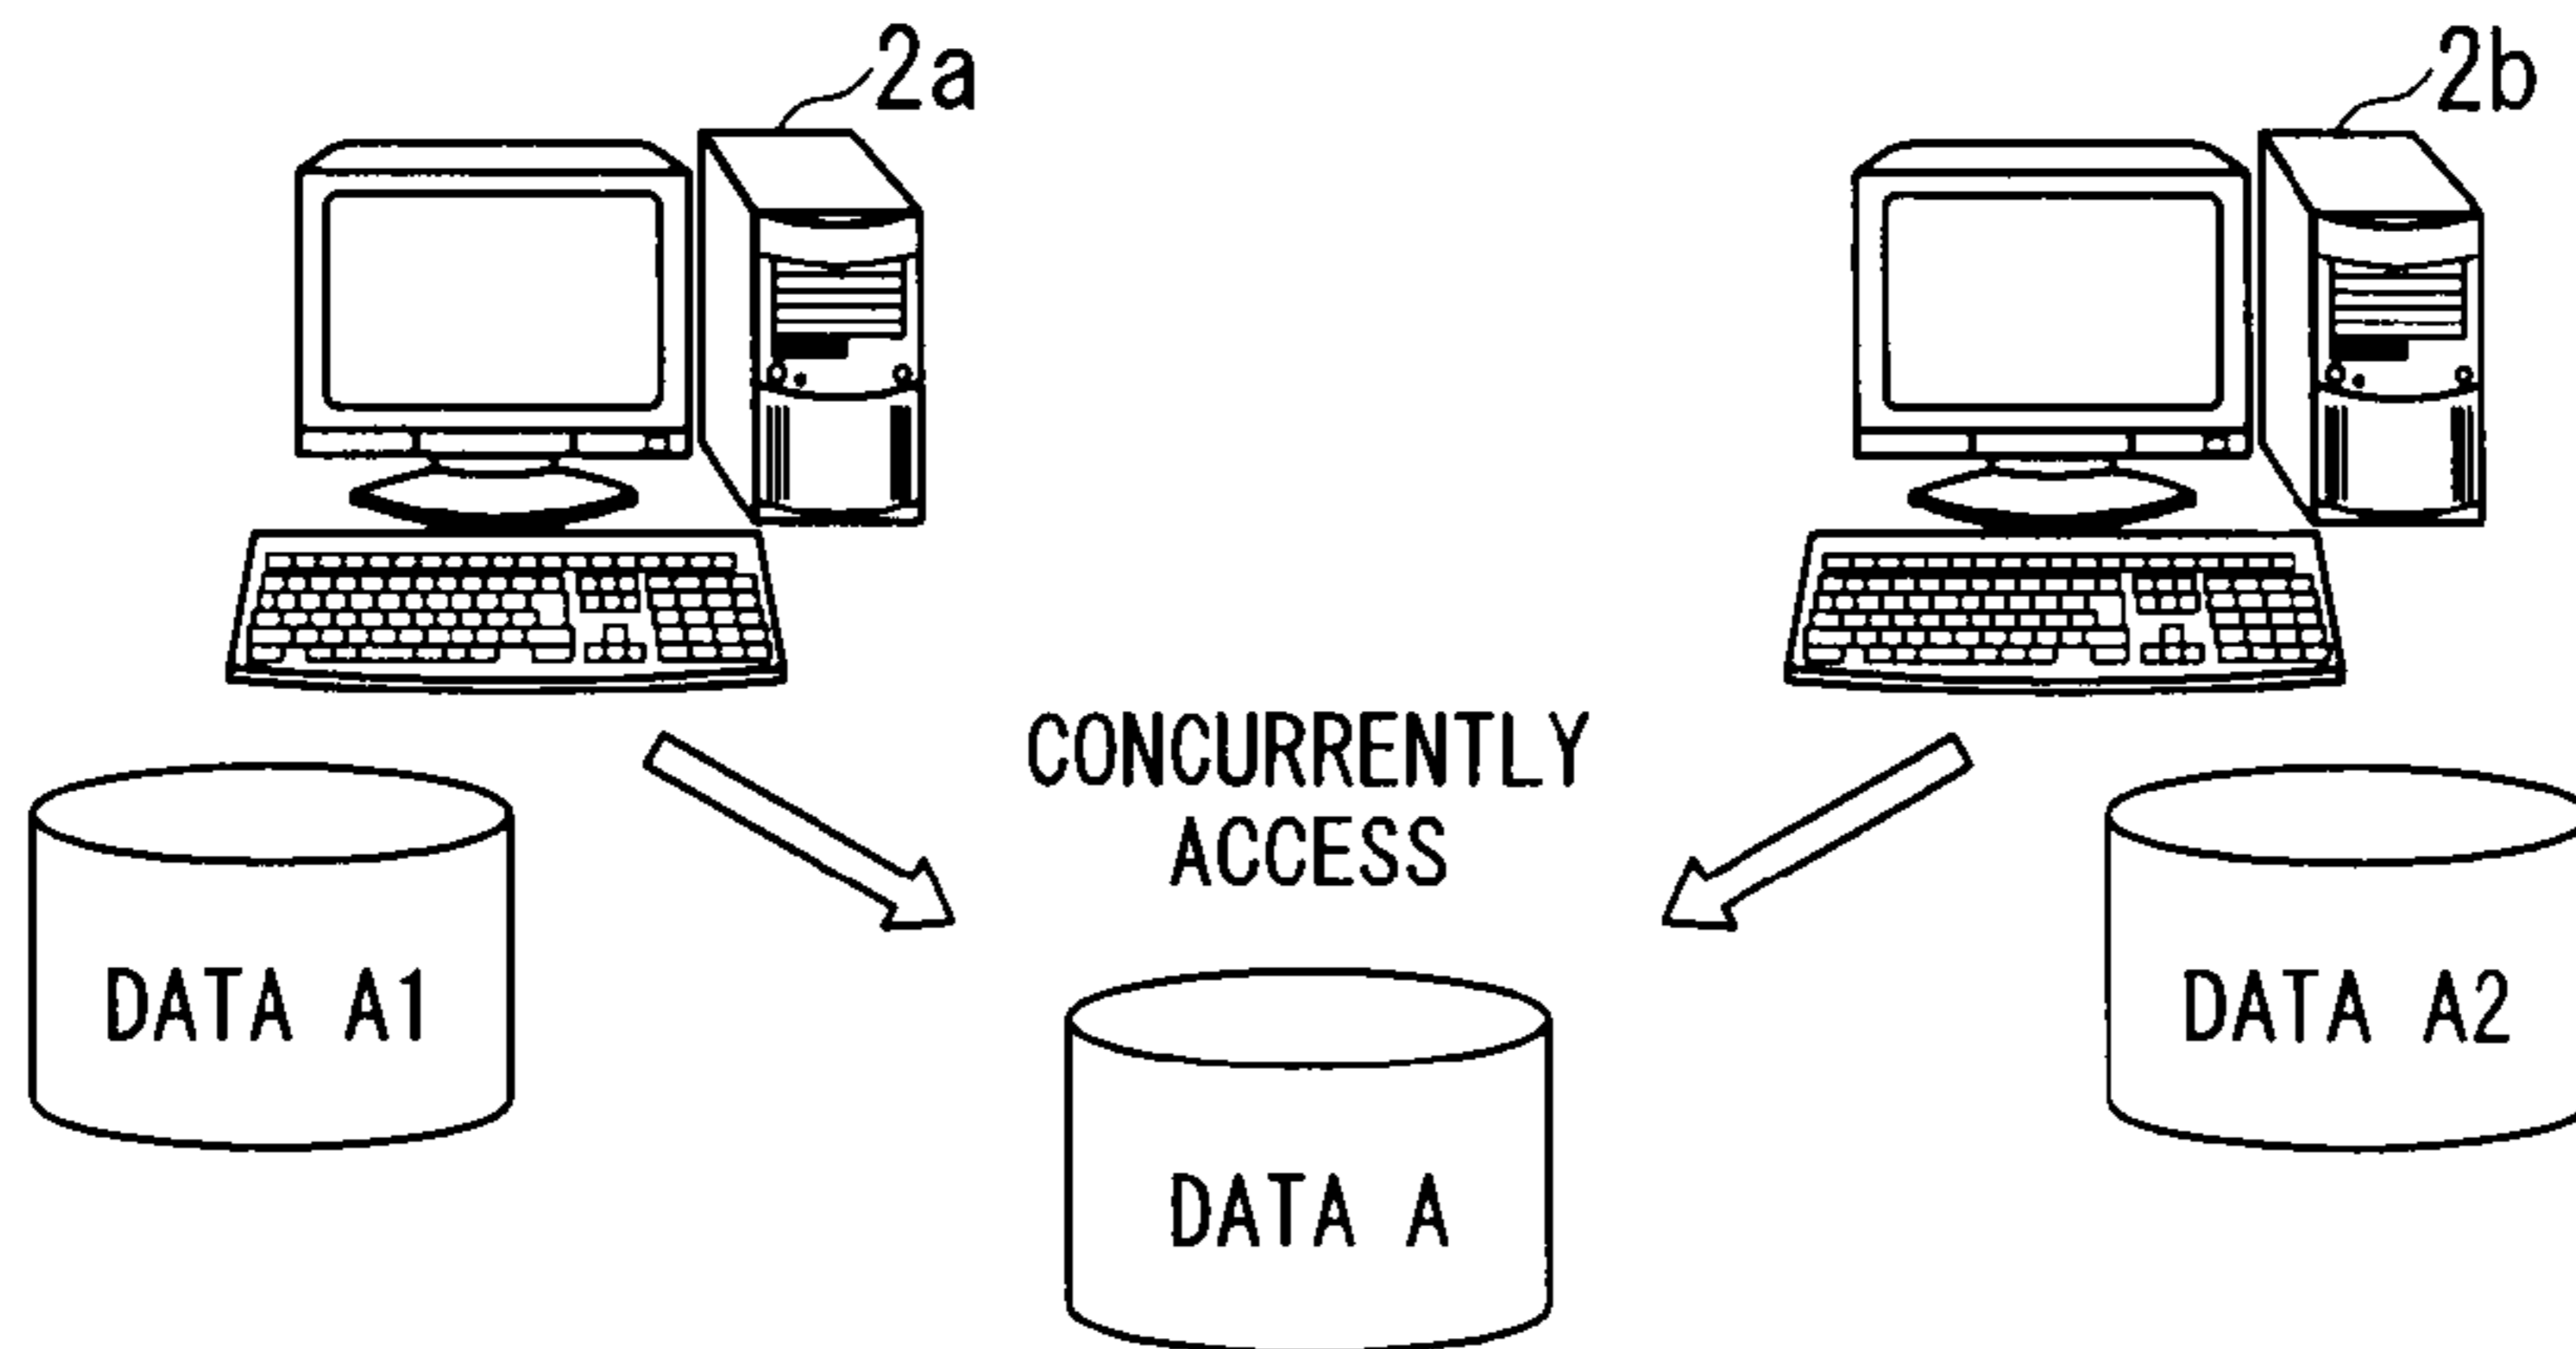 2a
2b
CONCURRENTLY
ACCESS
DATA A1
DATA A2
DATA A